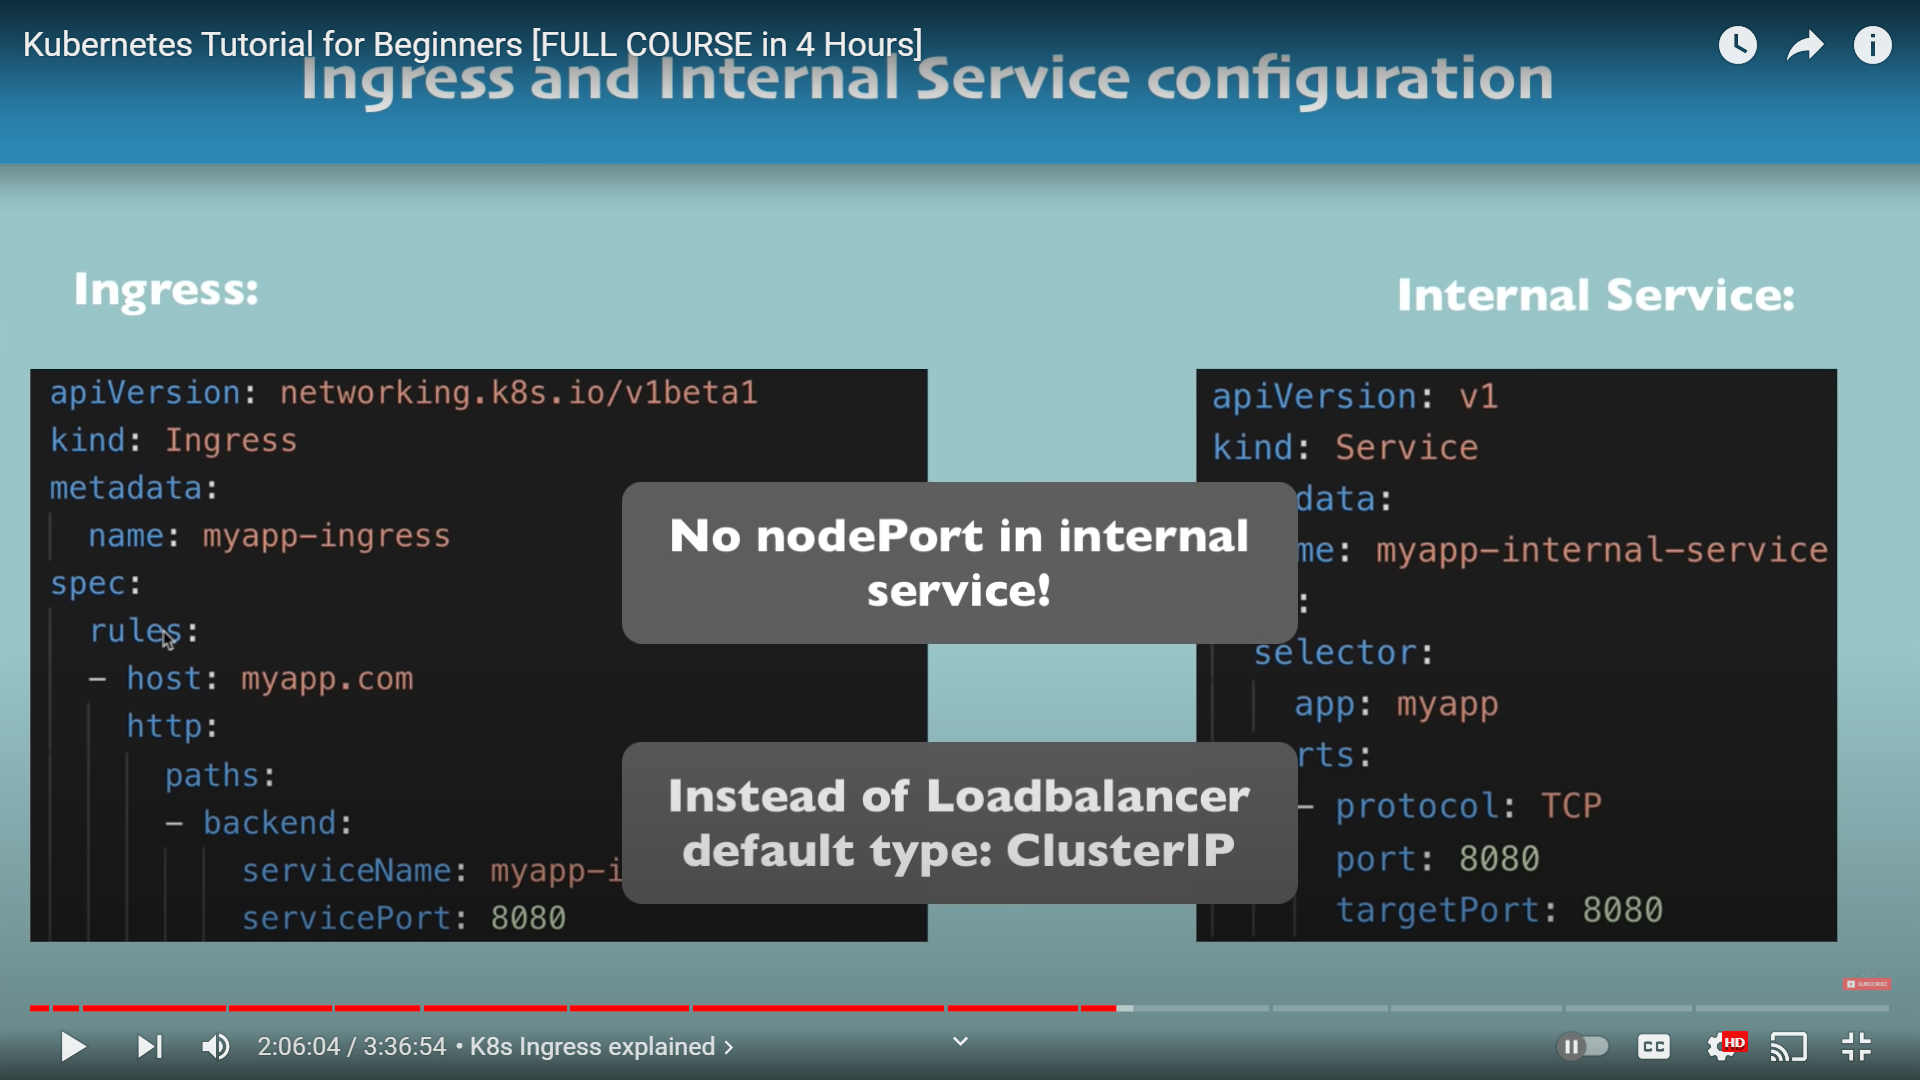 Kubernetes Tutorial for Beginners [FULL COURSE in 4 Hours]
Ingress and Internal Service configuration
Ingress:
apiVersion: networking.k8s.io/v1beta1
kind: Ingress
metadata:
name: myapp-ingress
spec:
rules:
- host: myapp.com
http:
paths:
- backend:
serviceName: myapp-i
servicePort: 8080
No nodePort in internal
service!
Instead of Loadbalancer
default type: ClusterIP
Internal Service:
apiVersion: v1
kind: Service
data:
me: myapp-internal-service
:
selector:
app: myapp
rts:
- protocol: TCP
port: 8080
targetPort: 8080
SUBSCRIBE
2:06:04 / 3:36:54 • K8s Ingress explained >
CC
HD